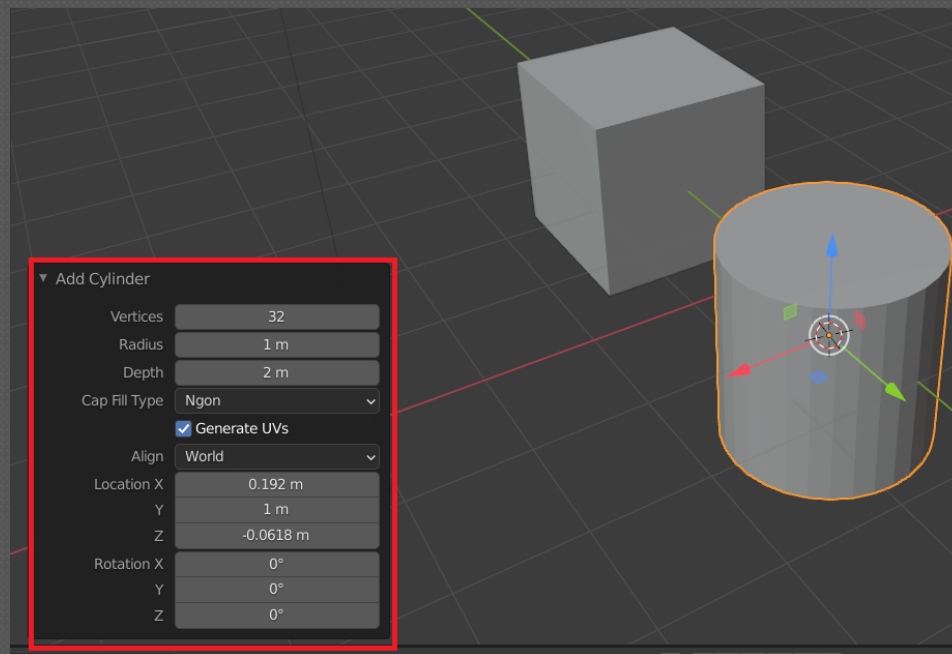 Add Cylinder
Vertices 32
Radius 1 m
Depth 2 m
Cap Fill Type Ngon
Generate UVs
Align World
Location X 0.192 m
Y 1 m
Z -0.0618 m
Rotation X 0°
Y 0°
Z 0°